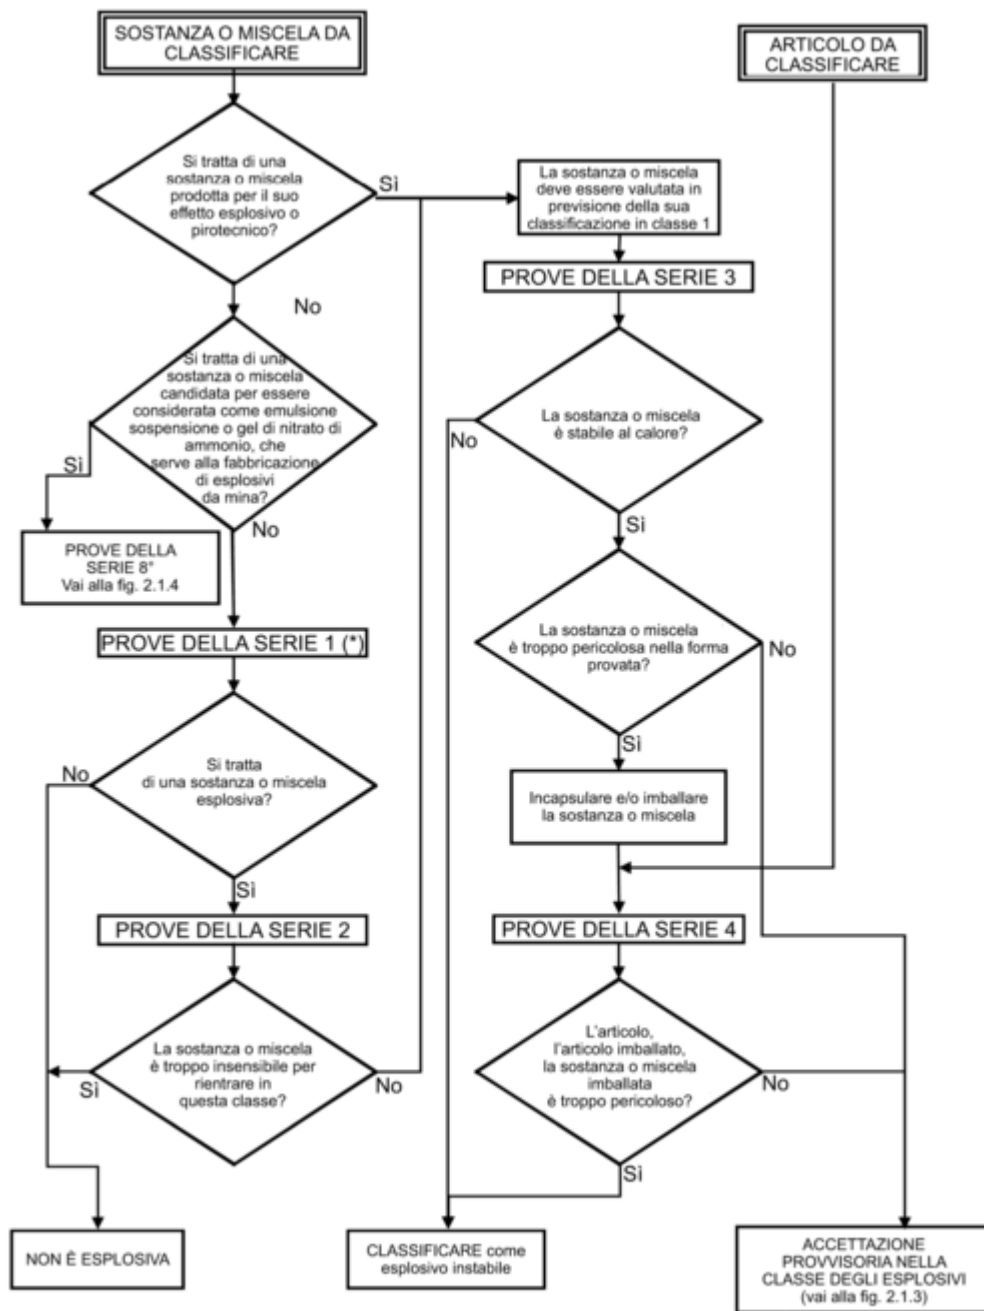 SOSTANZA O MISCELA DA
CLASSIFICARE
ARTICOLO DA
CLASSIFICARE
Si tratta di una
sostanza o miscela
prodotta per il suo
effetto esplosivo o
pirotecnico?
Sì
La sostanza o miscela
deve essere valutata in
previsione della sua
classificazione in classe 1
PROVE DELLA SERIE 3
No
Si tratta di una
sostanza o miscela
candidata per essere
considerata come emulsione
sospensione o gel di nitrato di
ammonio, che
serve alla fabbricazione
di esplosivi
da mina?
Sì
No
PROVE DELLA
SERIE 8°
Vai alla fig. 2.1.4
La sostanza o miscela
è stabile al calore?
No
Sì
PROVE DELLA SERIE 1 (*)
La sostanza o miscela
è troppo pericolosa nella forma
provata?
No
Sì
Si tratta
di una sostanza o miscela
esplosiva?
No
Sì
Incapsulare e/o imballare
la sostanza o miscela
PROVE DELLA SERIE 2
PROVE DELLA SERIE 4
La sostanza o miscela
è troppo insensibile per
rientrare in
questa classe?
Sì
No
L'articolo,
l'articolo imballato,
la sostanza o miscela
imballata
è troppo pericoloso?
No
Sì
NON È ESPLOSIVA
CLASSIFICARE come
esplosivo instabile
ACCETTAZIONE
PROVVISORIA NELLA
CLASSE DEGLI ESPLOSIVI
(vai alla fig. 2.1.3)